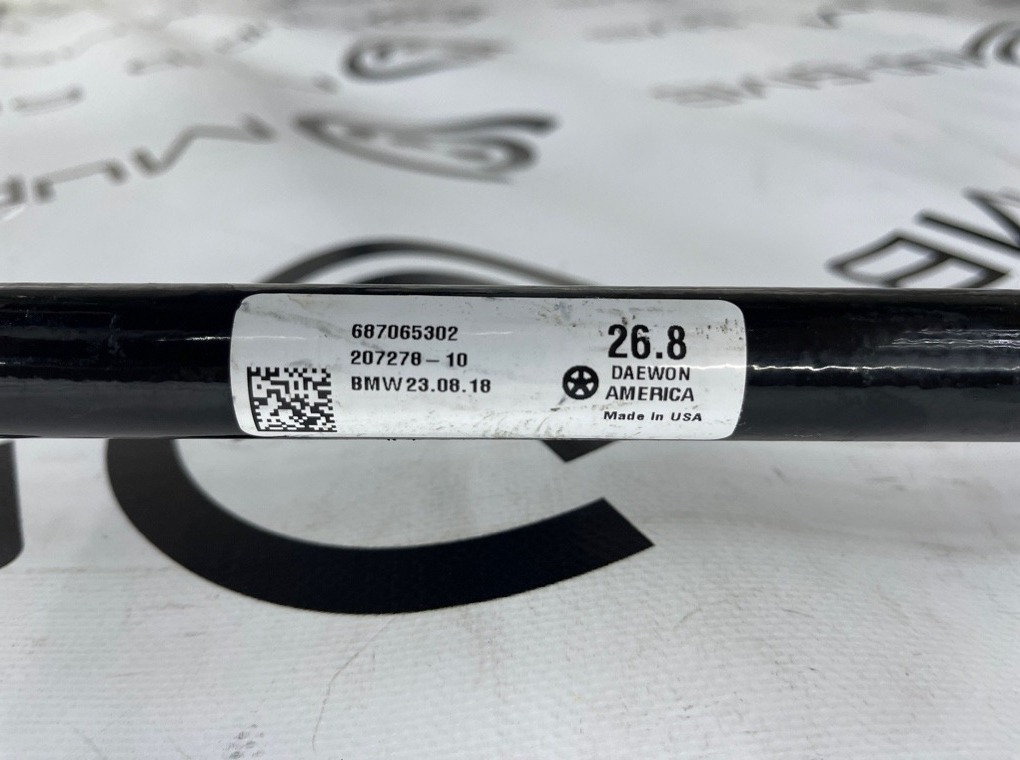 687065302
207278-10
BMW 23.08.18
26.8
DAEWON
AMERICA
Made in USA